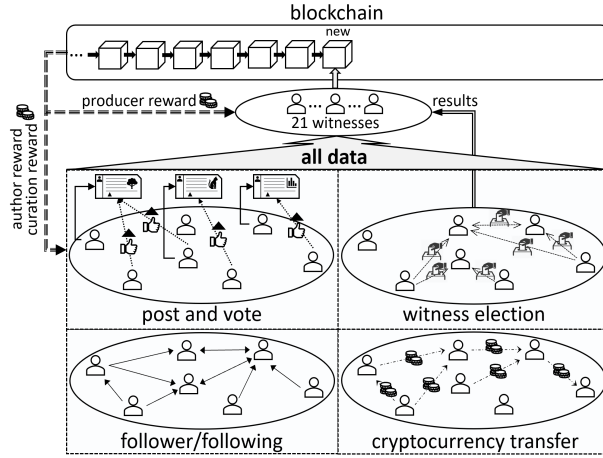 blockchain
new
...
producer reward
... ...
21 witnesses
results
author reward
curation reward
all data
post and vote
witness election
follower/following
cryptocurrency transfer